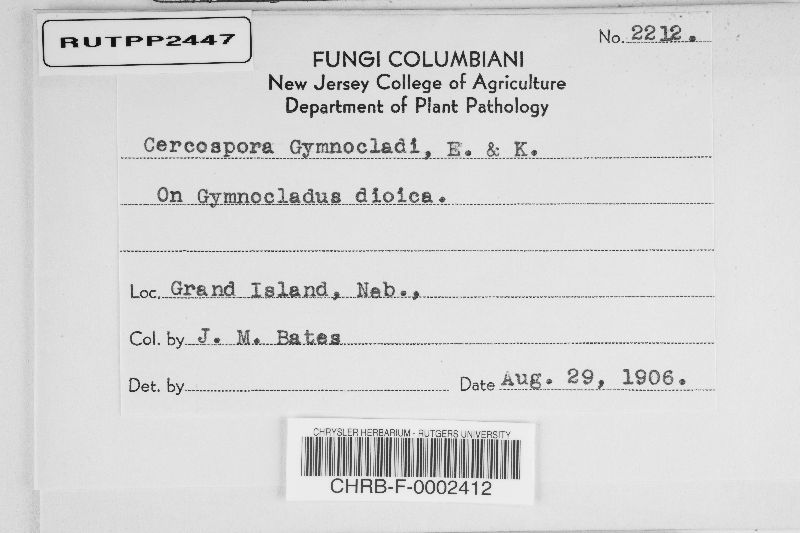 RUTPP2447
No. 2212.
FUNGI COLUMBIANI
New Jersey College of Agriculture
Department of Plant Pathology
Cercospora Gymnocladi, E. & K.
On Gymnocladus dioica.
Loc. Grand Island, Neb.,
Col. by J. M. Bates
Det. by
Date Aug. 29, 1906.
CHRYSLER HERBARIUM - RUTGERS UNIVERSITY
CHRB-F-0002412